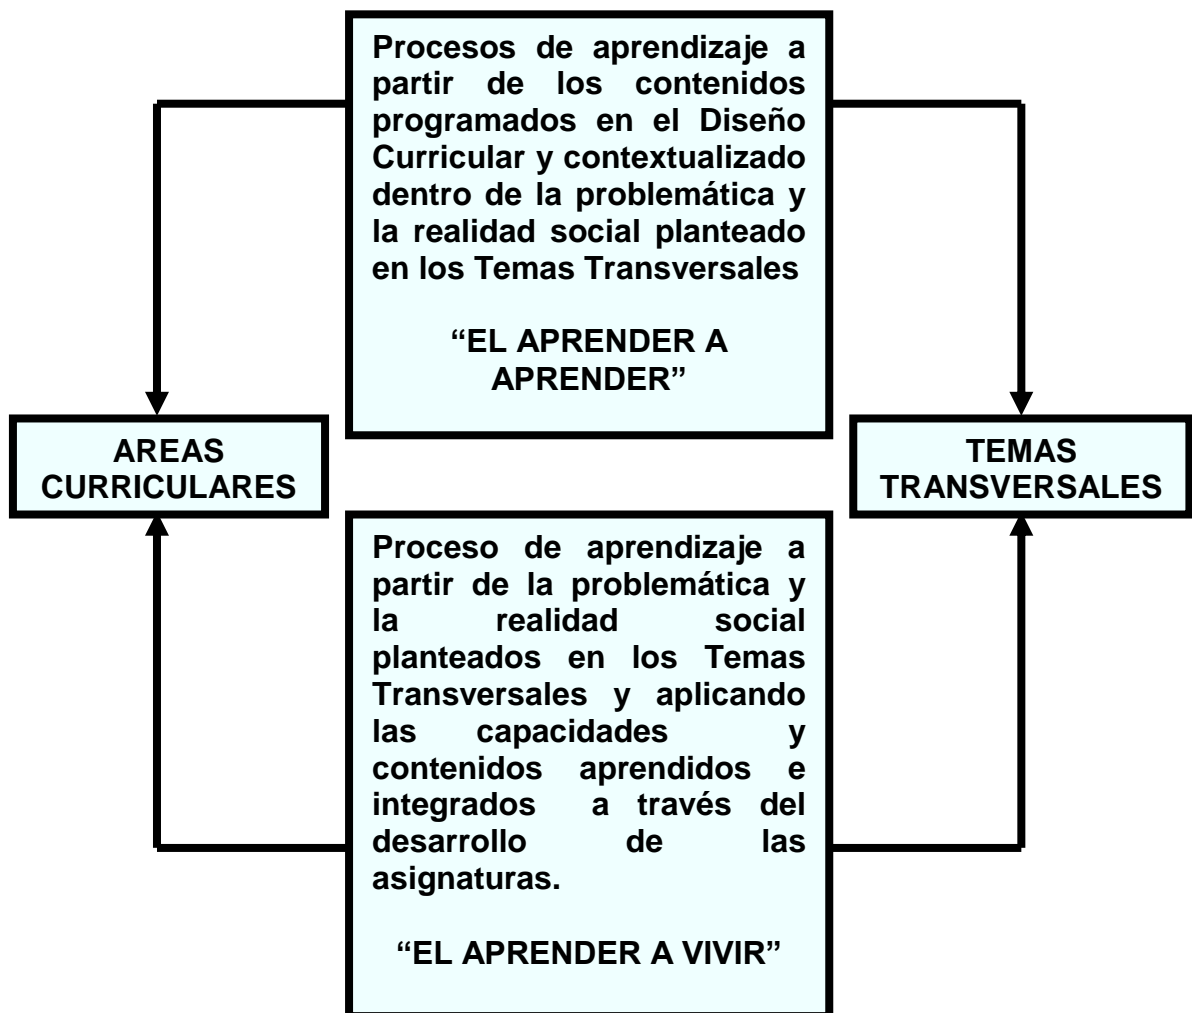 Procesos de aprendizaje a
partir de los contenidos
programados en el Diseño
Curricular y contextualizado
dentro de la problemática y
la realidad social planteado
en los Temas Transversales
“EL APRENDER A
APRENDER”
AREAS
CURRICULARES
TEMAS
TRANSVERSALES
Proceso de aprendizaje a
partir de la problemática y
la realidad social
planteados en los Temas
Transversales y aplicando
las capacidades y
contenidos aprendidos e
integrados a través del
desarrollo de las
asignaturas.
“EL APRENDER A VIVIR”